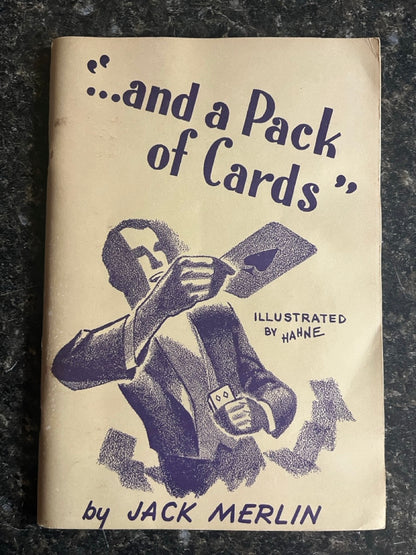 "...and a Pack
of Cards"
ILLUSTRATED
BY HAHNE
by JACK MERLIN